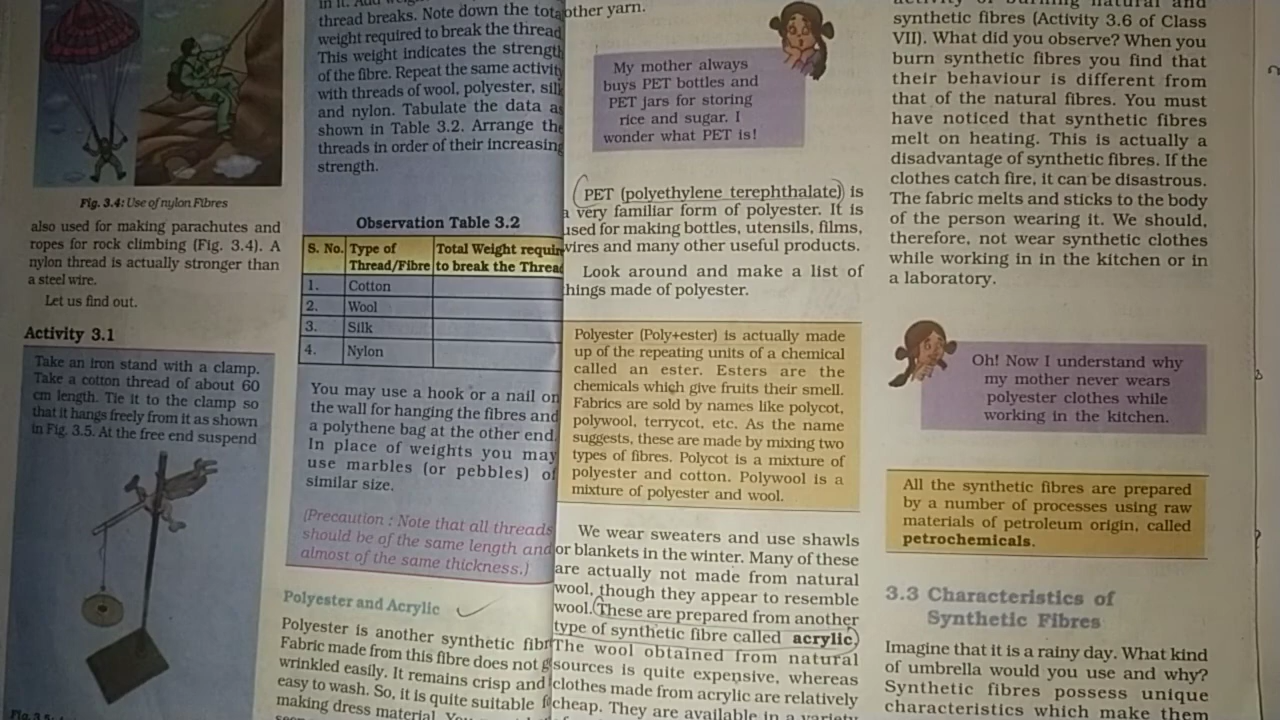 Fig. 3.4: Use of nylon Fibres
also used for making parachutes and
ropes for rock climbing (Fig. 3.4). A
nylon thread is actually stronger than
a steel wire.
Let us find out.
Activity 3.1
Take an iron stand with a clamp.
Take a cotton thread of about 60
cm length. Tie it to the clamp so
that it hangs freely from it as shown
in Fig. 3.5. At the free end suspend
thread breaks. Note down the tota
weight required to break the thread
This weight indicates the strength
of the fibre. Repeat the same activity
with threads of wool, polyester, silk
and nylon. Tabulate the data as
shown in Table 3.2. Arrange the
threads in order of their increasing
strength.
Observation Table 3.2
S. No. Type of Total Weight requir
Thread/Fibre to break the Threa
1. Cotton
2. Wool
3. Silk
4. Nylon
You may use a hook or a nail on
the wall for hanging the fibres and
a polythene bag at the other end.
In place of weights you may
use marbles (or pebbles) of
similar size.
(Precaution : Note that all threads
should be of the same length and
almost of the same thickness.)
Polyester and Acrylic
Polyester is another synthetic fibr
Fabric made from this fibre does not g
wrinkled easily. It remains crisp and
easy to wash. So, it is quite suitable f
making dress material.
other yarn.
My mother always
buys PET bottles and
PET jars for storing
rice and sugar. I
wonder what PET is!
PET (polyethylene terephthalate) is
a very familiar form of polyester. It is
used for making bottles, utensils, films,
wires and many other useful products.
Look around and make a list of
things made of polyester.
Polyester (Poly+ester) is actually made
up of the repeating units of a chemical
called an ester. Esters are the
chemicals which give fruits their smell.
Fabrics are sold by names like polycot,
polywool, terrycot, etc. As the name
suggests, these are made by mixing two
types of fibres. Polycot is a mixture of
polyester and cotton. Polywool is a
mixture of polyester and wool.
We wear sweaters and use shawls
or blankets in the winter. Many of these
are actually not made from natural
wool, though they appear to resemble
wool. These are prepared from another
type of synthetic fibre called acrylic.
The wool obtained from natural
sources is quite expensive, whereas
clothes made from acrylic are relatively
cheap. They are available in a variety
synthetic fibres (Activity 3.6 of Class
VII). What did you observe? When you
burn synthetic fibres you find that
their behaviour is different from
that of the natural fibres. You must
have noticed that synthetic fibres
melt on heating. This is actually a
disadvantage of synthetic fibres. If the
clothes catch fire, it can be disastrous.
The fabric melts and sticks to the body
of the person wearing it. We should,
therefore, not wear synthetic clothes
while working in in the kitchen or in
a laboratory.
Oh! Now I understand why
my mother never wears
polyester clothes while
working in the kitchen.
All the synthetic fibres are prepared
by a number of processes using raw
materials of petroleum origin, called
petrochemicals.
3.3 Characteristics of
Synthetic Fibres
Imagine that it is a rainy day. What kind
of umbrella would you use and why?
Synthetic fibres possess unique
characteristics which make them